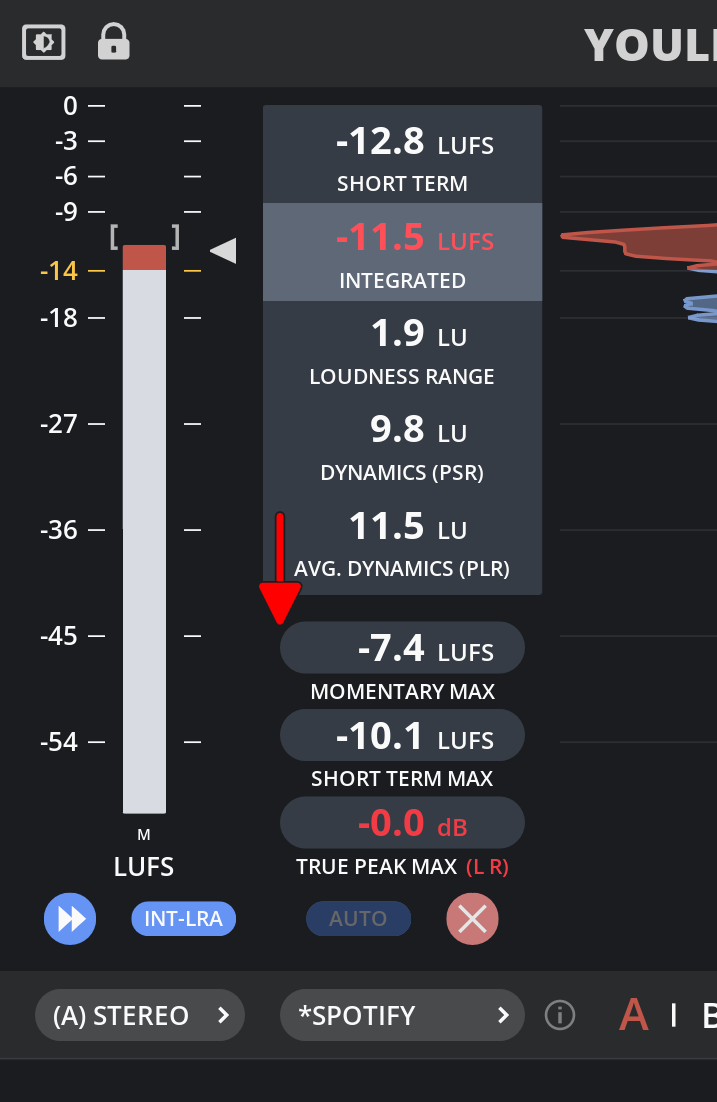 YOUL
0
-3
-6
-9
-14
-18
-27
-36
-45
-54
M
LUFS
-12.8 LUFS
SHORT TERM
-11.5 LUFS
INTEGRATED
1.9 LU
LOUDNESS RANGE
9.8 LU
DYNAMICS (PSR)
11.5 LU
AVG. DYNAMICS (PLR)
-7.4 LUFS
MOMENTARY MAX
-10.1 LUFS
SHORT TERM MAX
-0.0 dB
TRUE PEAK MAX (L R)
INT-LRA
AUTO
(A) STEREO
*SPOTIFY
A | B